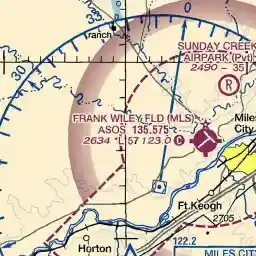 ranch
SUNDAY CREEK
AIRPARK (Pvt)
2490 - 35
R
30
FRANK WILEY FLD (MLS)
ASOS 135.575
2634 *L 57 123.0 C
Miles
City
Ft. Keogh
2705
Horton
122.2
MILES CITY